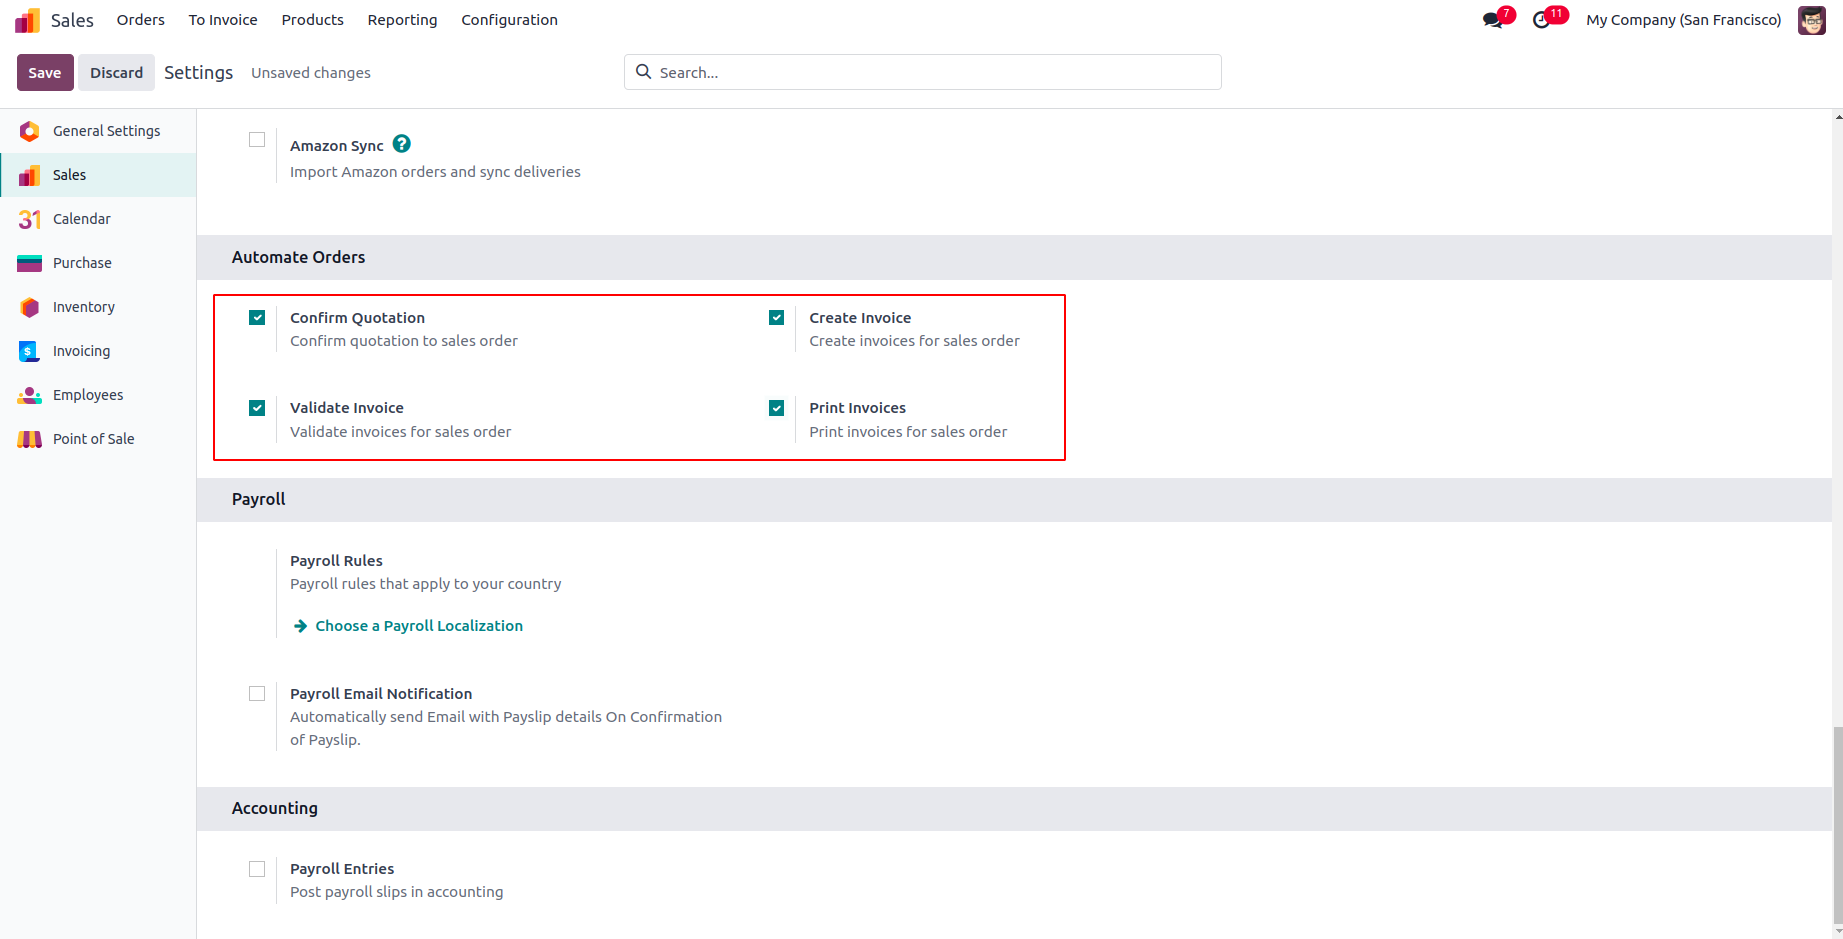 Sales Orders To Invoice Products Reporting Configuration 7 11 My Company (San Francisco)
Save Discard Settings Unsaved changes Search...
General Settings
Sales
31 Calendar
Purchase
Inventory
$ Invoicing
Employees
Point of Sale
Amazon Sync ?
Import Amazon orders and sync deliveries
Automate Orders
Confirm Quotation
Confirm quotation to sales order
Create Invoice
Create invoices for sales order
Validate Invoice
Validate invoices for sales order
Print Invoices
Print invoices for sales order
Payroll
Payroll Rules
Payroll rules that apply to your country
Choose a Payroll Localization
Payroll Email Notification
Automatically send Email with Payslip details On Confirmation
of Payslip.
Accounting
Payroll Entries
Post payroll slips in accounting